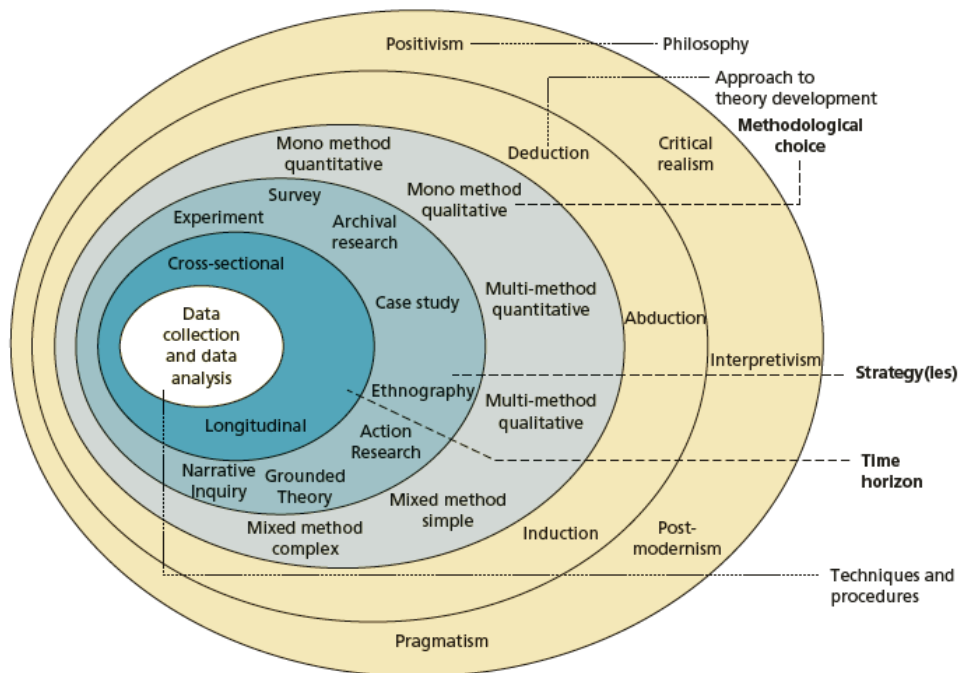 Positivism
Philosophy
Approach to
theory development
Methodological
choice
Mono method
quantitative
Deduction
Critical
realism
Mono method
qualitative
Survey
Experiment
Archival
research
Cross-sectional
Case study
Multi-method
quantitative
Data
collection
and data
analysis
Abduction
Interpretivism
Strategy(ies)
Ethnography
Multi-method
qualitative
Longitudinal
Action
Research
Time
horizon
Narrative
Inquiry
Grounded
Theory
Mixed method
simple
Mixed method
complex
Induction
Post-
modernism
Techniques and
procedures
Pragmatism